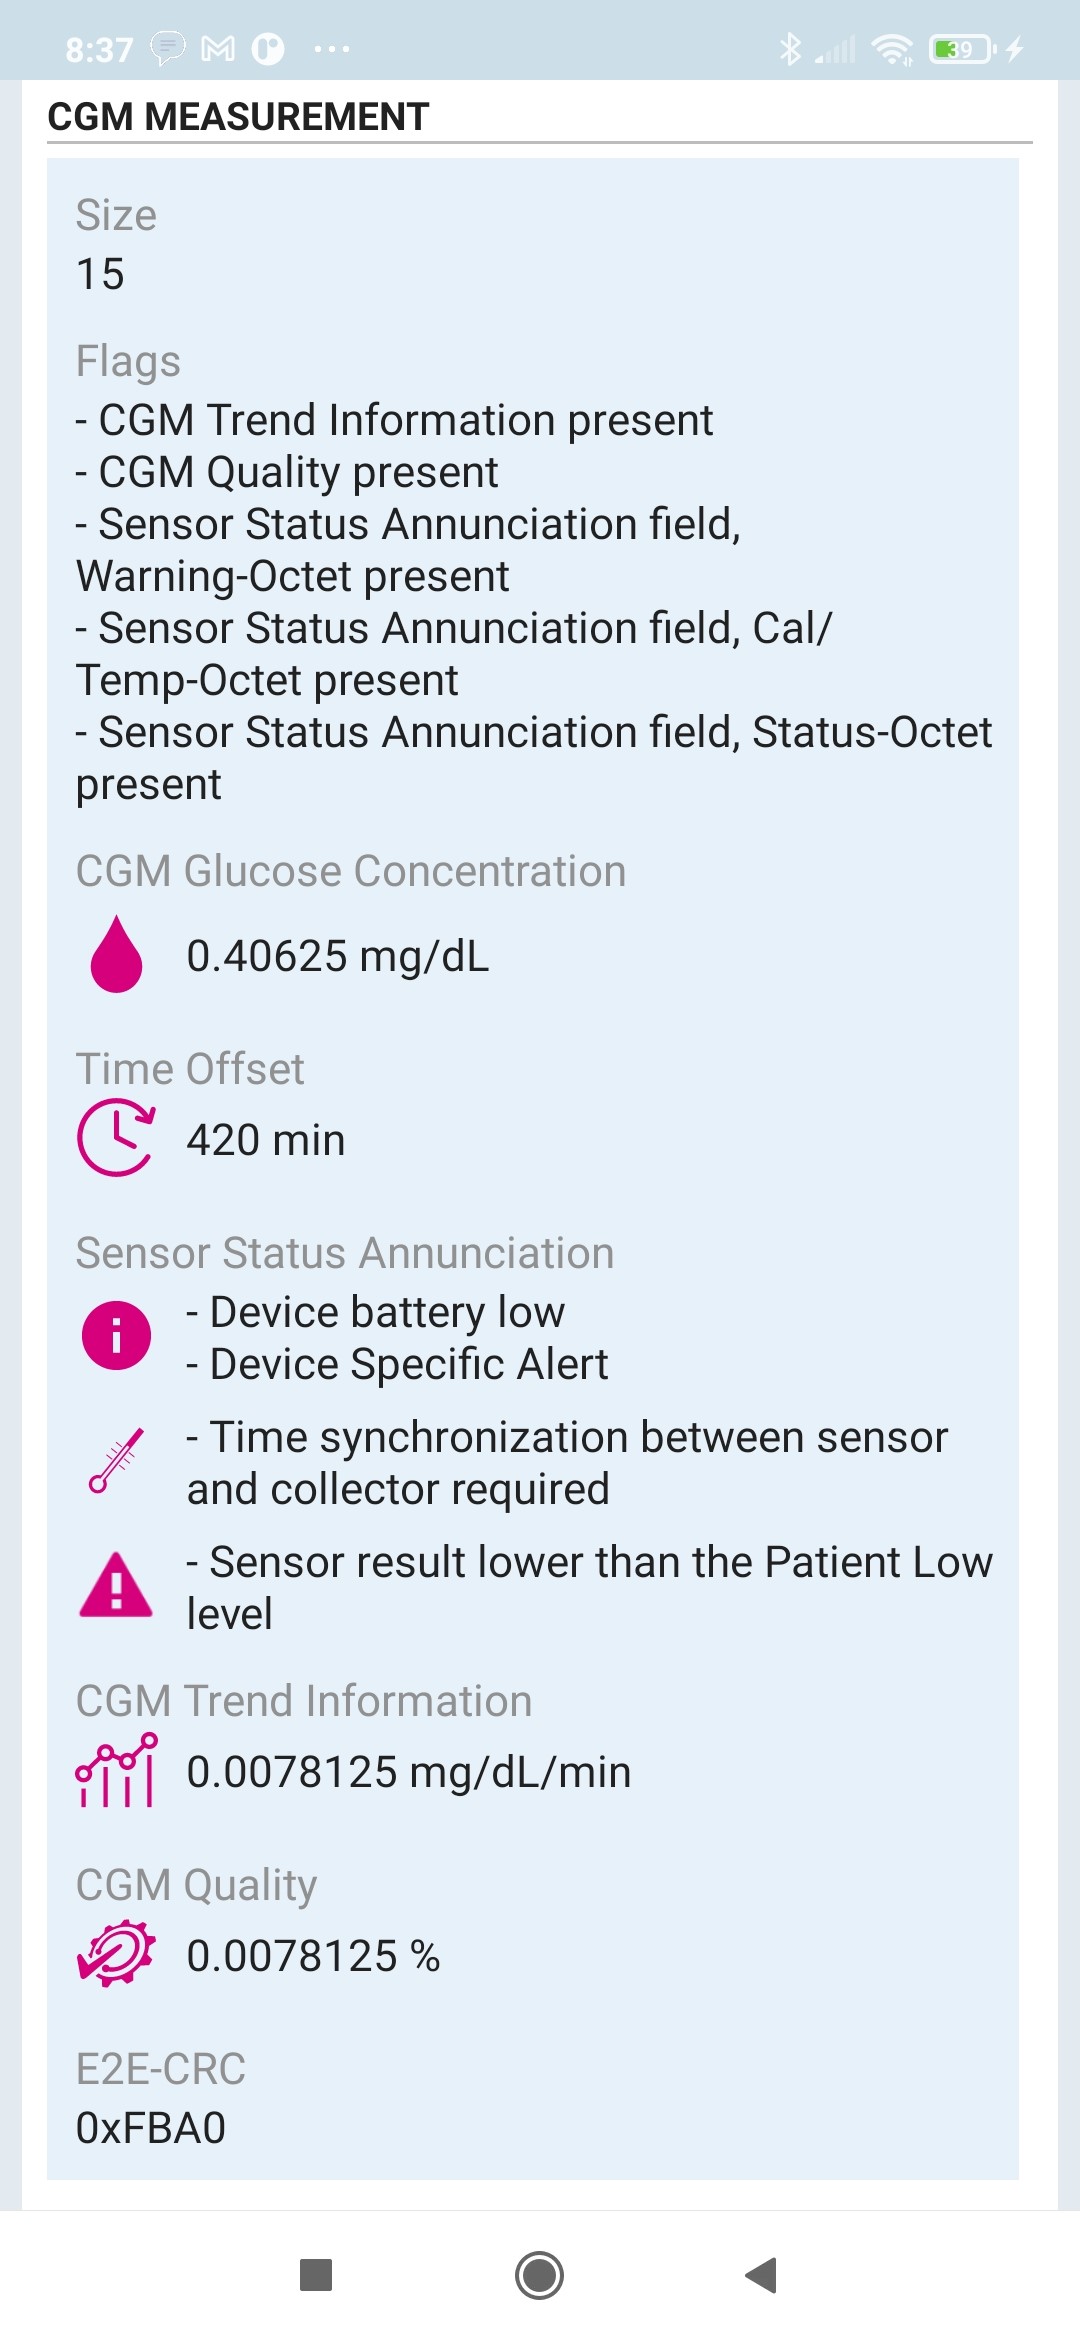 8:37
39
CGM MEASUREMENT
Size
15
Flags
- CGM Trend Information present
- CGM Quality present
- Sensor Status Annunciation field,
Warning-Octet present
- Sensor Status Annunciation field, Cal/
Temp-Octet present
- Sensor Status Annunciation field, Status-Octet
present
CGM Glucose Concentration
0.40625 mg/dL
Time Offset
420 min
Sensor Status Annunciation
- Device battery low
- Device Specific Alert
- Time synchronization between sensor
and collector required
- Sensor result lower than the Patient Low
level
CGM Trend Information
0.0078125 mg/dL/min
CGM Quality
0.0078125 %
E2E-CRC
0xFBA0